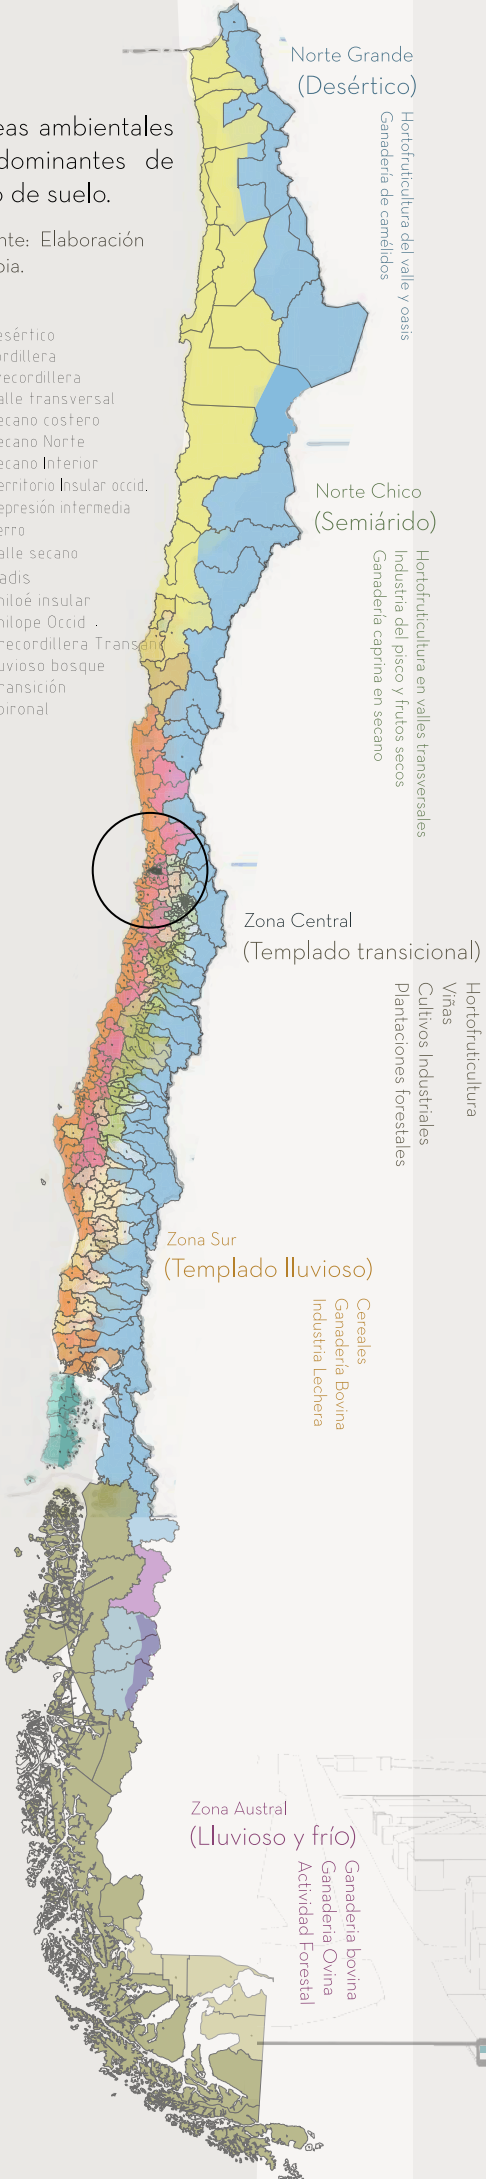 Norte Grande
(Desértico)
Hortofruticultura del valle y oasis
Ganadería de camélidos
eas ambientales
dominantes de
o de suelo.
nte: Elaboración
pia.
esértico
ordillera
recordillera
alle transversal
ecano costero
ecano Norte
ecano Interior
erritorio Insular occid.
epresión intermedia
erro
alle secano
adis
hiloé insular
hilope Occid .
recordillera Transan
uvioso bosque
ransición
oironal
Norte Chico
(Semiárido)
Hortofruticultura en valles transversales
Industria del pisco y frutos secos
Ganadería caprina en secano
Zona Central
(Templado transicional)
Hortofruticultura
Viñas
Cultivos Industriales
Plantaciones forestales
Zona Sur
(Templado lluvioso)
Cereales
Ganadería Bovina
Industria Lechera
Zona Austral
(Lluvioso y frío)
Ganaderia bovina
Ganaderia Ovina
Actividad Forestal